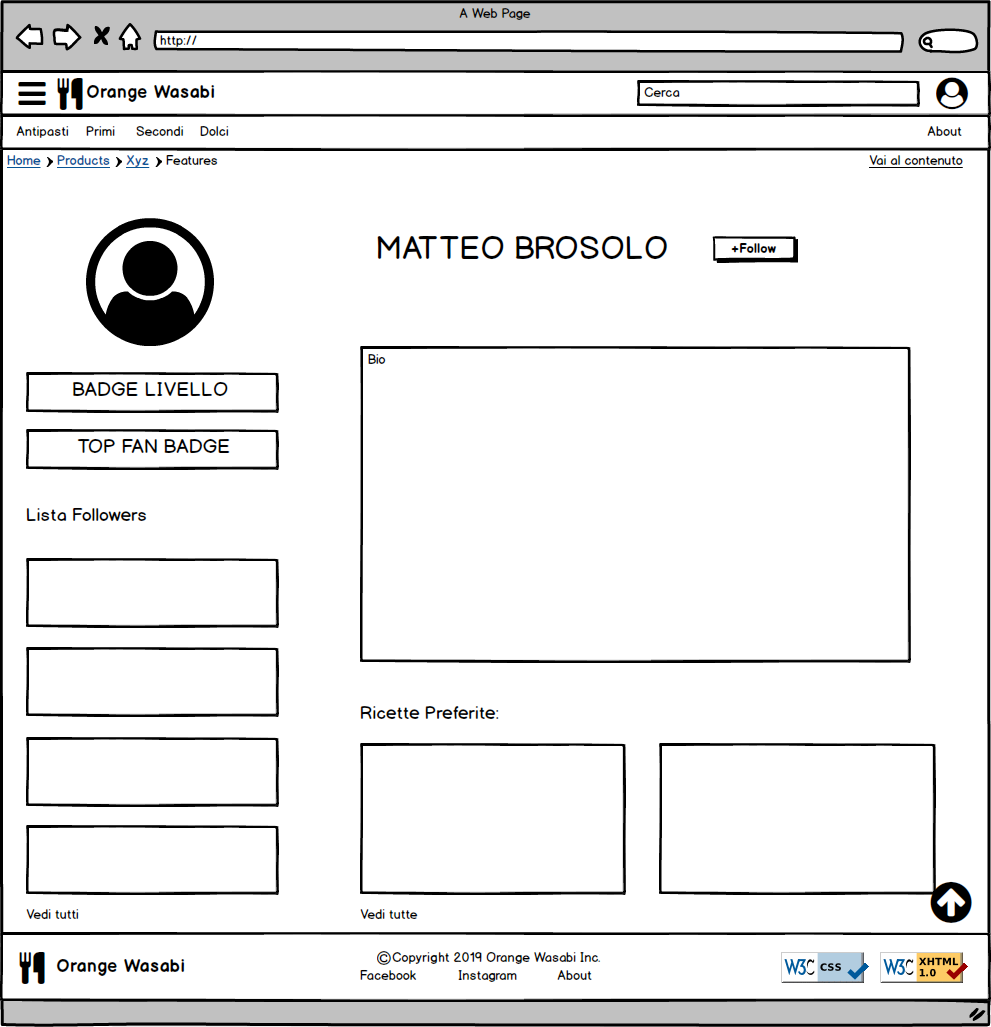 A Web Page
http://
Orange Wasabi
Cerca
Antipasti Primi Secondi Dolci About
Home Products Xyz Features Vai al contenuto
MATTEO BROSOLO
+Follow
Bio
BADGE LIVELLO
TOP FAN BADGE
Lista Followers
Ricette Preferite:
Vedi tutti
Vedi tutte
Orange Wasabi
©Copyright 2019 Orange Wasabi Inc.
Facebook Instagram About
W3C CSS
W3C XHTML 1.0